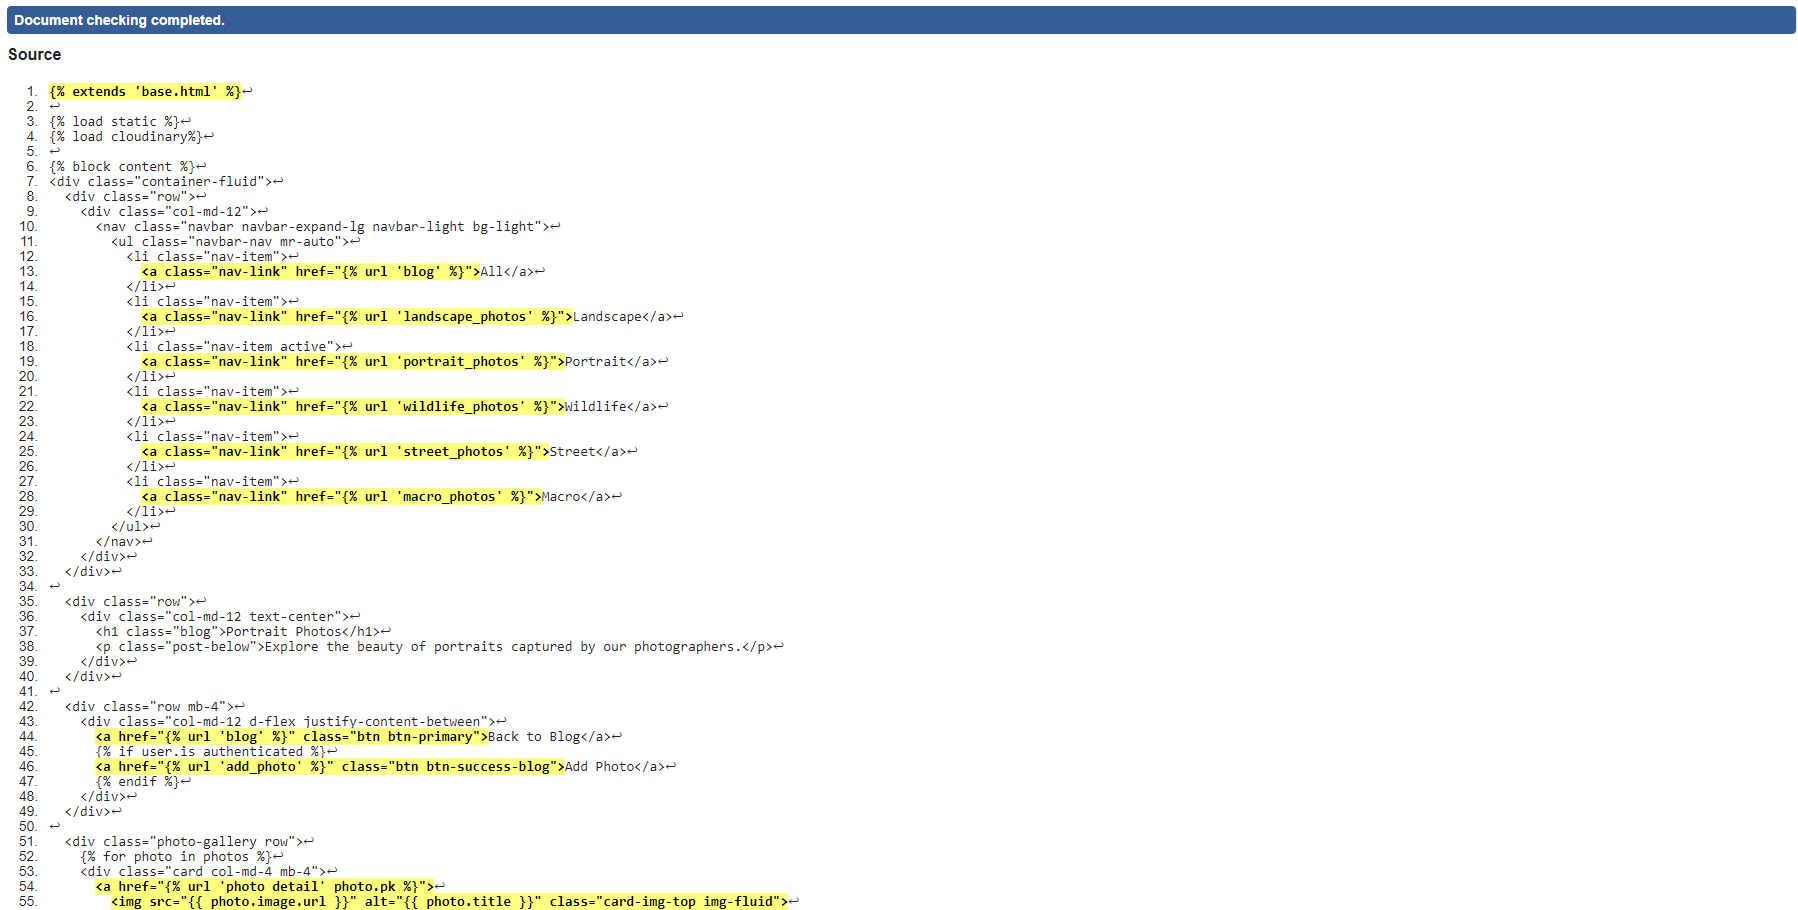 Document checking completed.
Source
1. {% extends 'base.html' %}↩
2. ↩
3. {% load static %}↩
4. {% load cloudinary%}↩
5. ↩
6. {% block content %}↩
7. <div class="container-fluid">↩
8. <div class="row">↩
9. <div class="col-md-12">↩
10. <nav class="navbar navbar-expand-lg navbar-light bg-light">↩
11. <ul class="navbar-nav mr-auto">↩
12. <li class="nav-item">↩
13. <a class="nav-link" href="{% url 'blog' %}">All</a>↩
14. </li>↩
15. <li class="nav-item">↩
16. <a class="nav-link" href="{% url 'landscape_photos' %}">Landscape</a>↩
17. </li>↩
18. <li class="nav-item active">↩
19. <a class="nav-link" href="{% url 'portrait_photos' %}">Portrait</a>↩
20. </li>↩
21. <li class="nav-item">↩
22. <a class="nav-link" href="{% url 'wildlife_photos' %}">Wildlife</a>↩
23. </li>↩
24. <li class="nav-item">↩
25. <a class="nav-link" href="{% url 'street_photos' %}">Street</a>↩
26. </li>↩
27. <li class="nav-item">↩
28. <a class="nav-link" href="{% url 'macro_photos' %}">Macro</a>↩
29. </li>↩
30. </ul>↩
31. </nav>↩
32. </div>↩
33. </div>↩
34. ↩
35. <div class="row">↩
36. <div class="col-md-12 text-center">↩
37. <h1 class="blog">Portrait Photos</h1>↩
38. <p class="post-below">Explore the beauty of portraits captured by our photographers.</p>↩
39. </div>↩
40. </div>↩
41. ↩
42. <div class="row mb-4">↩
43. <div class="col-md-12 d-flex justify-content-between">↩
44. <a href="{% url 'blog' %}" class="btn btn-primary">Back to Blog</a>↩
45. {% if user.is authenticated %}↩
46. <a href="{% url 'add_photo' %}" class="btn btn-success-blog">Add Photo</a>↩
47. {% endif %}↩
48. </div>↩
49. </div>↩
50. ↩
51. <div class="photo-gallery row">↩
52. {% for photo in photos %}↩
53. <div class="card col-md-4 mb-4">↩
54. <a href="{% url 'photo detail' photo.pk %}">↩
55. <img src="{{ photo.image.url }}" alt="{{ photo.title }}" class="card-img-top img-fluid">↩